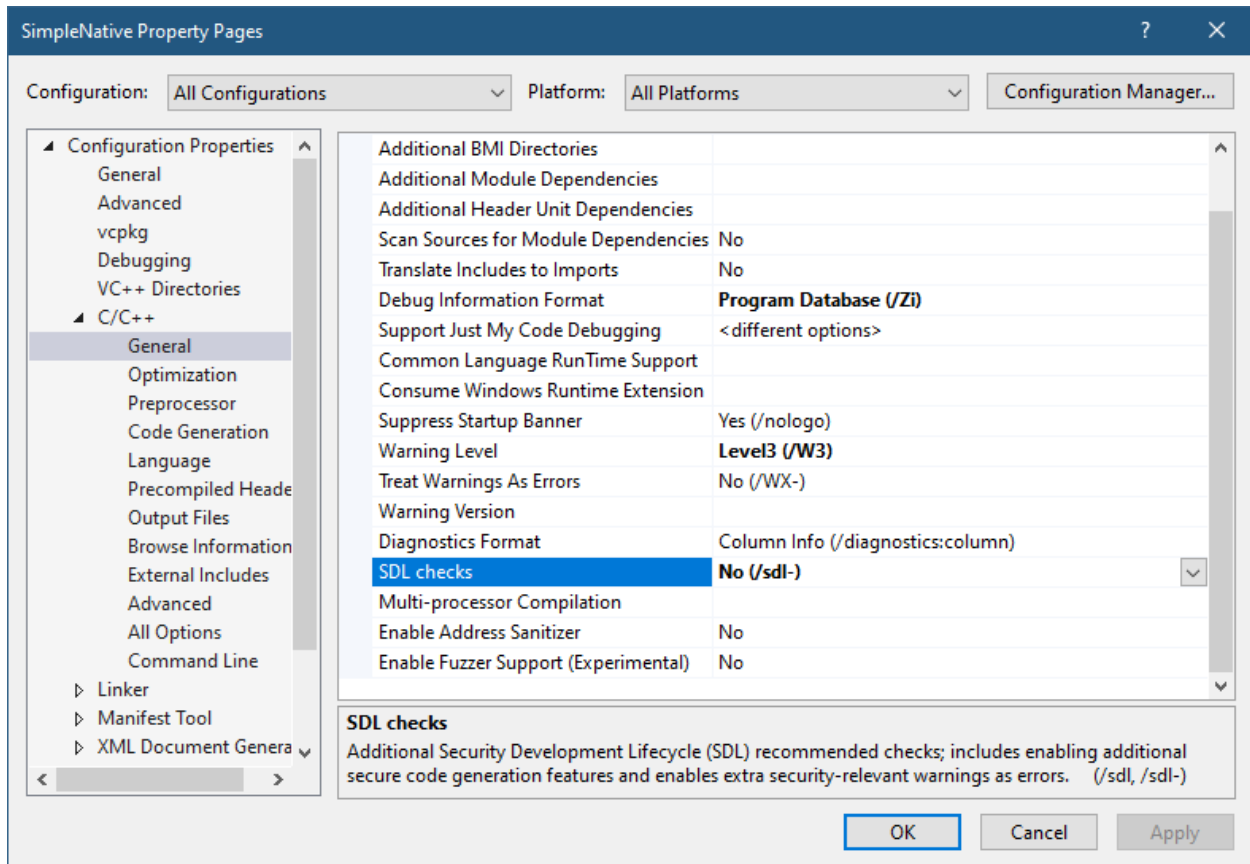 SimpleNative Property Pages
Configuration: All Configurations Platform: All Platforms Configuration Manager...
Configuration Properties
General
Advanced
vcpkg
Debugging
VC++ Directories
C/C++
General
Optimization
Preprocessor
Code Generation
Language
Precompiled Heade
Output Files
Browse Information
External Includes
Advanced
All Options
Command Line
Linker
Manifest Tool
XML Document Genera
Additional BMI Directories
Additional Module Dependencies
Additional Header Unit Dependencies
Scan Sources for Module Dependencies No
Translate Includes to Imports No
Debug Information Format Program Database (/Zi)
Support Just My Code Debugging <different options>
Common Language RunTime Support
Consume Windows Runtime Extension
Suppress Startup Banner Yes (/nologo)
Warning Level Level3 (/W3)
Treat Warnings As Errors No (/WX-)
Warning Version
Diagnostics Format Column Info (/diagnostics:column)
SDL checks No (/sdl-)
Multi-processor Compilation
Enable Address Sanitizer No
Enable Fuzzer Support (Experimental) No
SDL checks
Additional Security Development Lifecycle (SDL) recommended checks; includes enabling additional
secure code generation features and enables extra security-relevant warnings as errors. (/sdl, /sdl-)
OK Cancel Apply